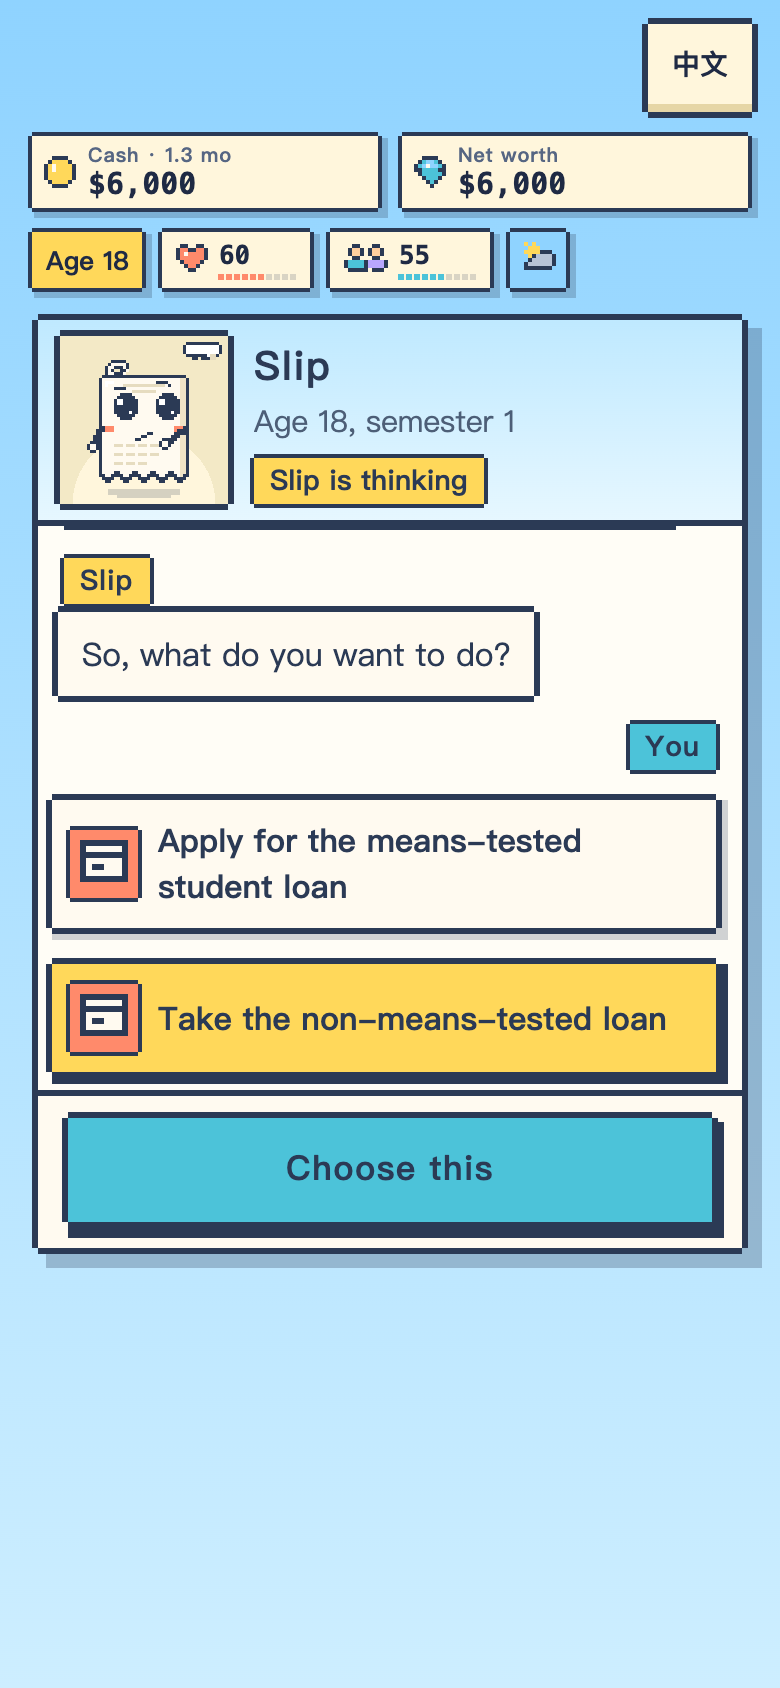 中文
Cash · 1.3 mo
$6,000
Net worth
$6,000
Age 18
60
55
Slip
Age 18, semester 1
Slip is thinking
Slip
So, what do you want to do?
You
Apply for the means–tested
student loan
Take the non–means–tested loan
Choose this